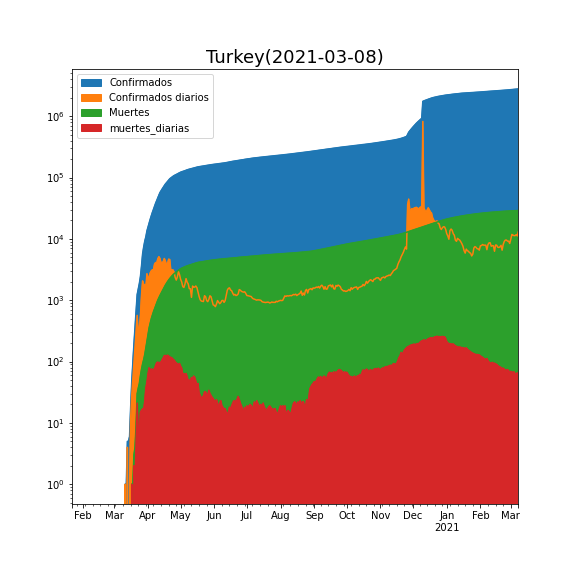 Turkey(2021-03-08)
Confirmados
Confirmados diarios
Muertes
muertes_diarias
10⁶
10⁵
10⁴
10³
10²
10¹
10⁰
Feb Mar Apr May Jun Jul Aug Sep Oct Nov Dec Jan Feb Mar
2021